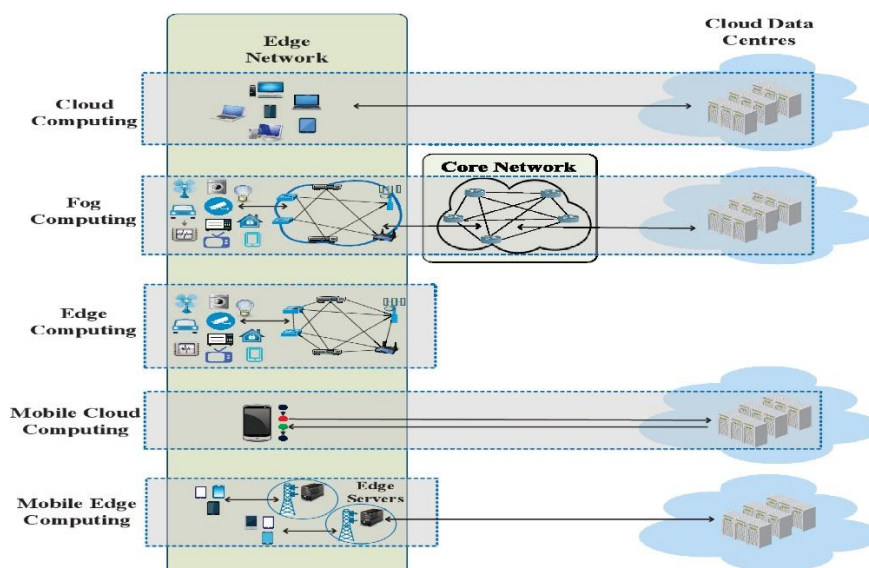 Edge
Network
Cloud Data
Centres
Cloud
Computing
Core Network
Fog
Computing
Edge
Computing
Mobile Cloud
Computing
Mobile Edge
Computing
Edge
Servers